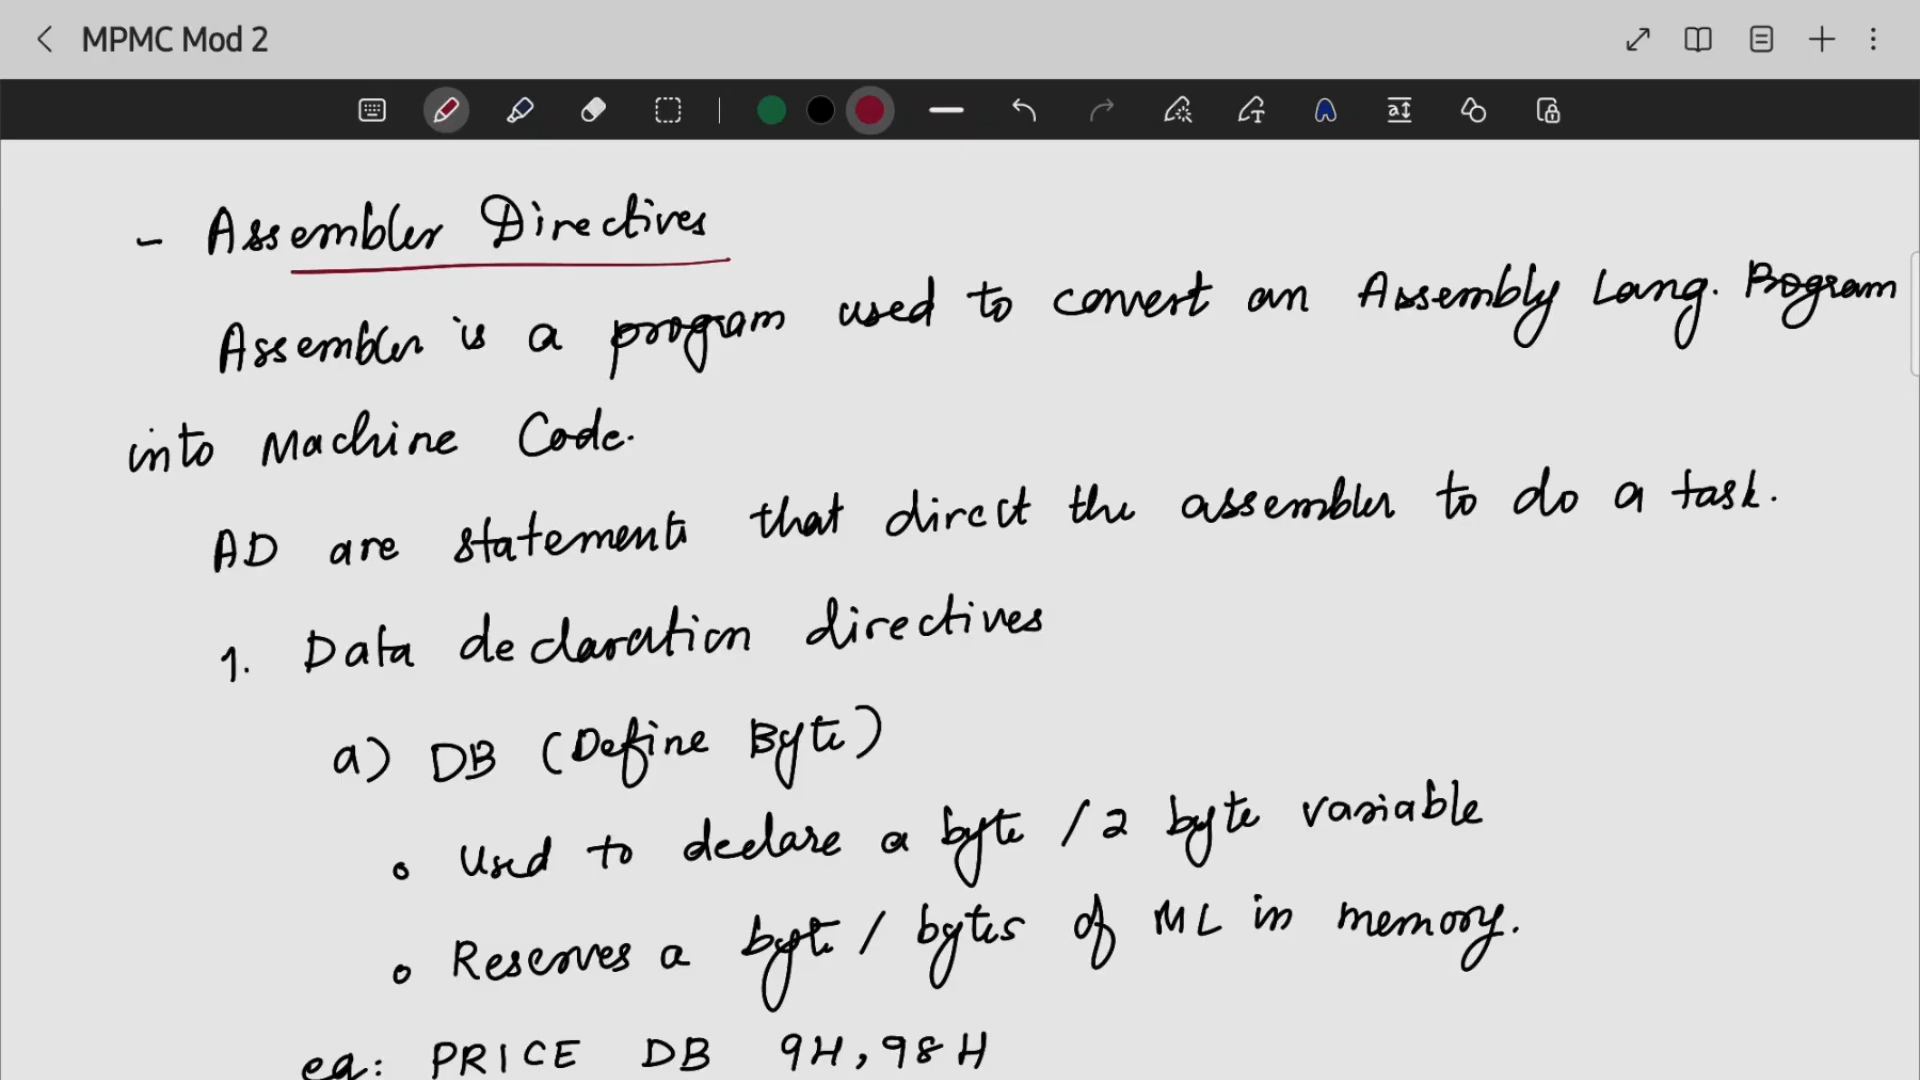 MPMC Mod 2
- Assembler Directives
Assembler is a program used to convert an Assembly Lang. Program
into Machine Code.
AD are statements that direct the assembler to do a task.
1. Data declaration directives
a) DB (Define Byte)
Used to declare a byte / 2 byte variable
Reserves a byte / bytes of ML in memory.
eg: PRICE DB 9H, 98H